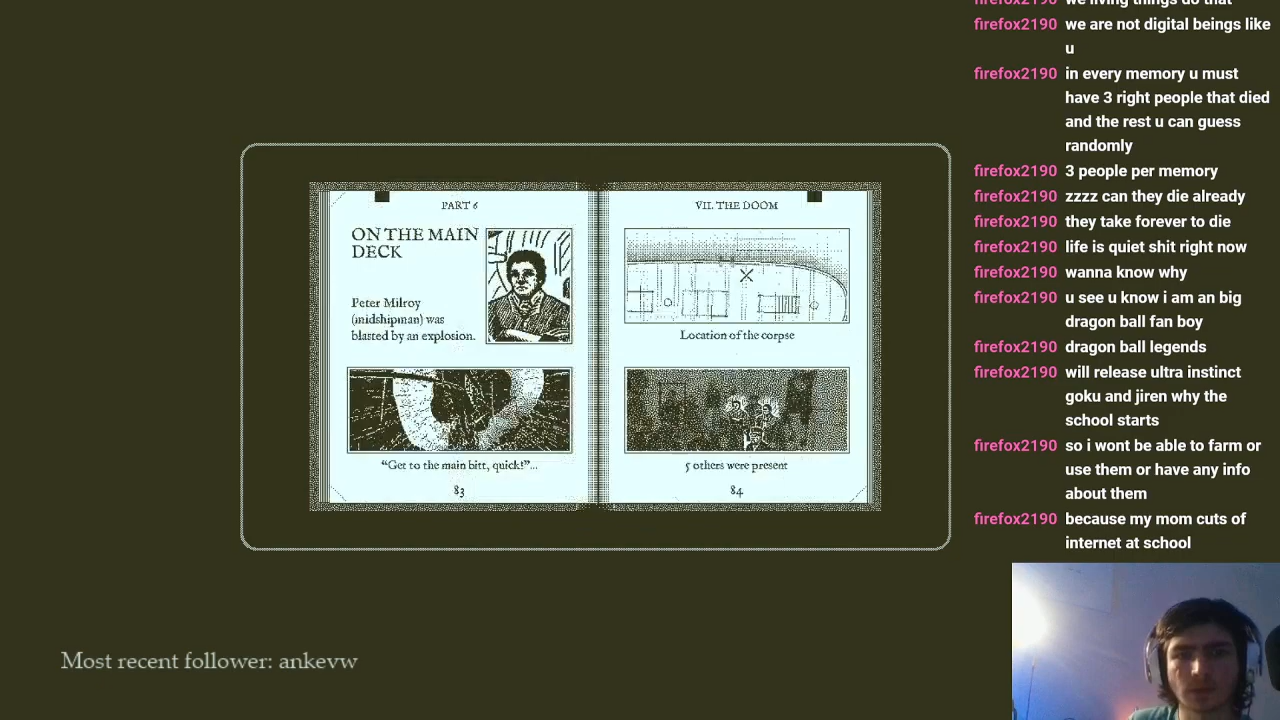 PART 6
ON THE MAIN
DECK
Peter Milroy
(midshipman) was
blasted by an explosion.
"Get to the main bitt, quick!"...
83
VII. THE DOOM
Location of the corpse
5 others were present
84
Most recent follower: ankevw
firefox2190 we living things do that
firefox2190 we are not digital beings like
u
firefox2190 in every memory u must
have 3 right people that died
and the rest u can guess
randomly
firefox2190 3 people per memory
firefox2190 zzzz can they die already
firefox2190 they take forever to die
firefox2190 life is quiet shit right now
firefox2190 wanna know why
firefox2190 u see u know i am an big
dragon ball fan boy
firefox2190 dragon ball legends
firefox2190 will release ultra instinct
goku and jiren why the
school starts
firefox2190 so i wont be able to farm or
use them or have any info
about them
firefox2190 because my mom cuts of
internet at school